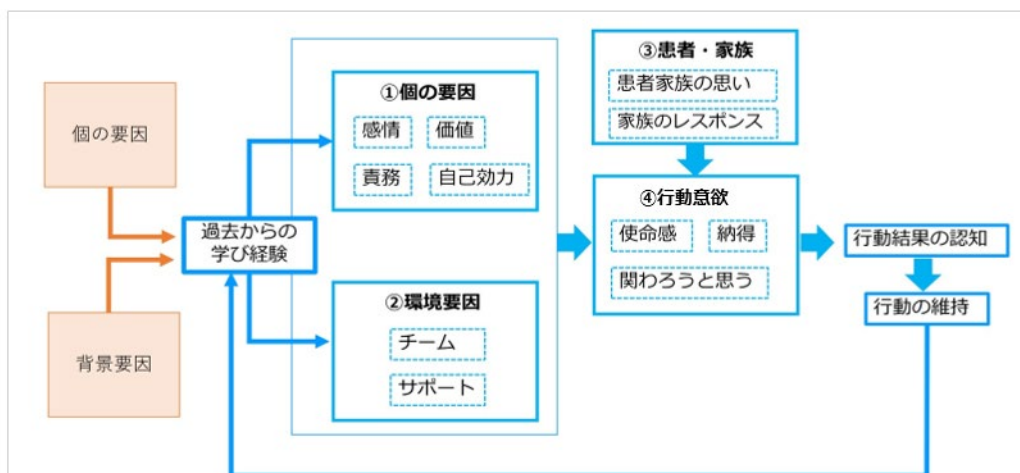 個の要因
背景要因
過去からの
学び経験
①個の要因
感情
価値
責務
自己効力
②環境要因
チーム
サポート
③患者・家族
患者家族の思い
家族のレスポンス
④行動意欲
使命感
納得
関わろうと思う
行動結果の認知
行動の維持